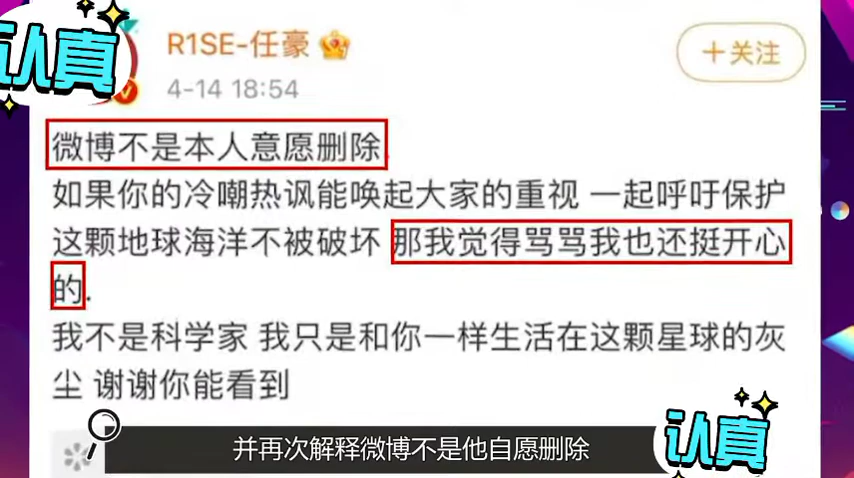 认真
R1SE-任豪
+关注
4-14 18:54
微博不是本人意愿删除
如果你的冷嘲热讽能唤起大家的重视 一起呼吁保护
这颗地球海洋不被破坏 那我觉得骂骂我也还挺开心
的.
我不是科学家 我只是和你一样生活在这颗星球的灰
尘 谢谢你能看到
并再次解释微博不是他自愿删除
认真